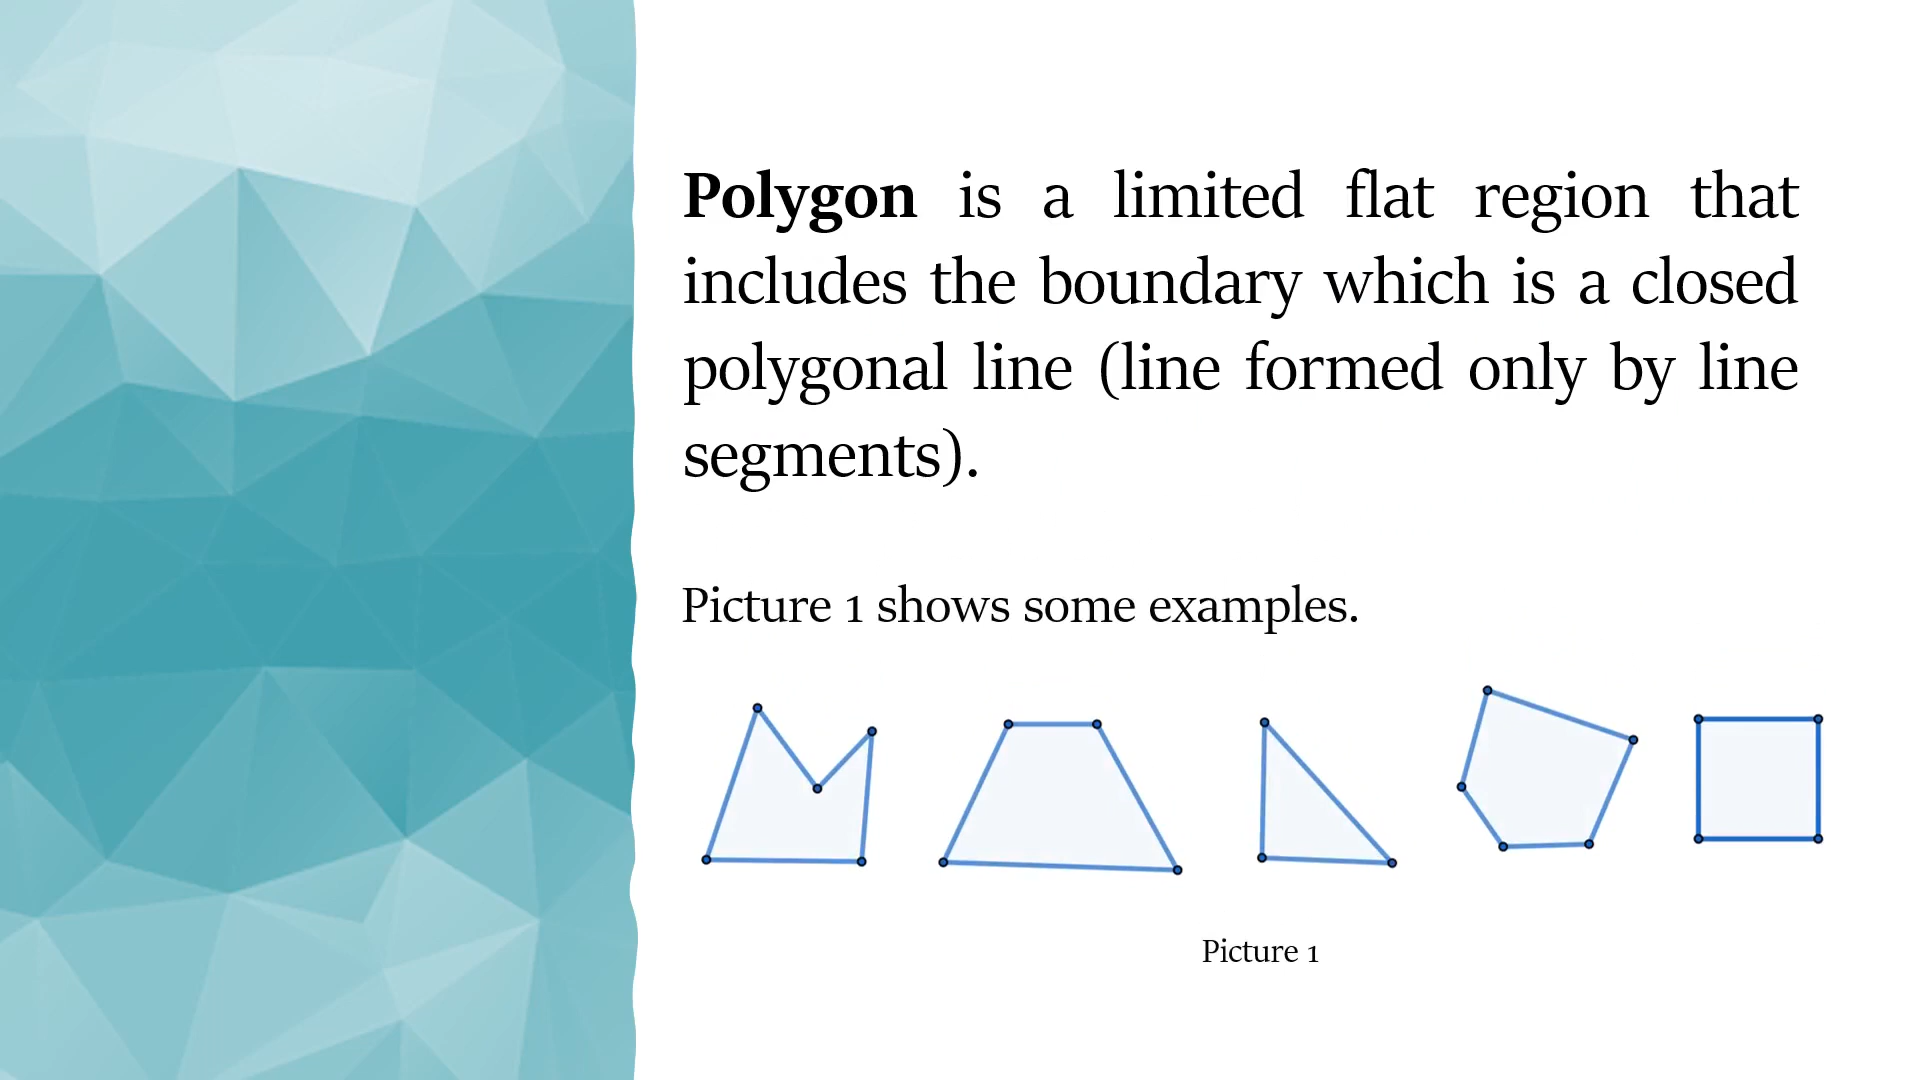 Polygon is a limited flat region that
includes the boundary which is a closed
polygonal line (line formed only by line
segments).
Picture 1 shows some examples.
Picture 1